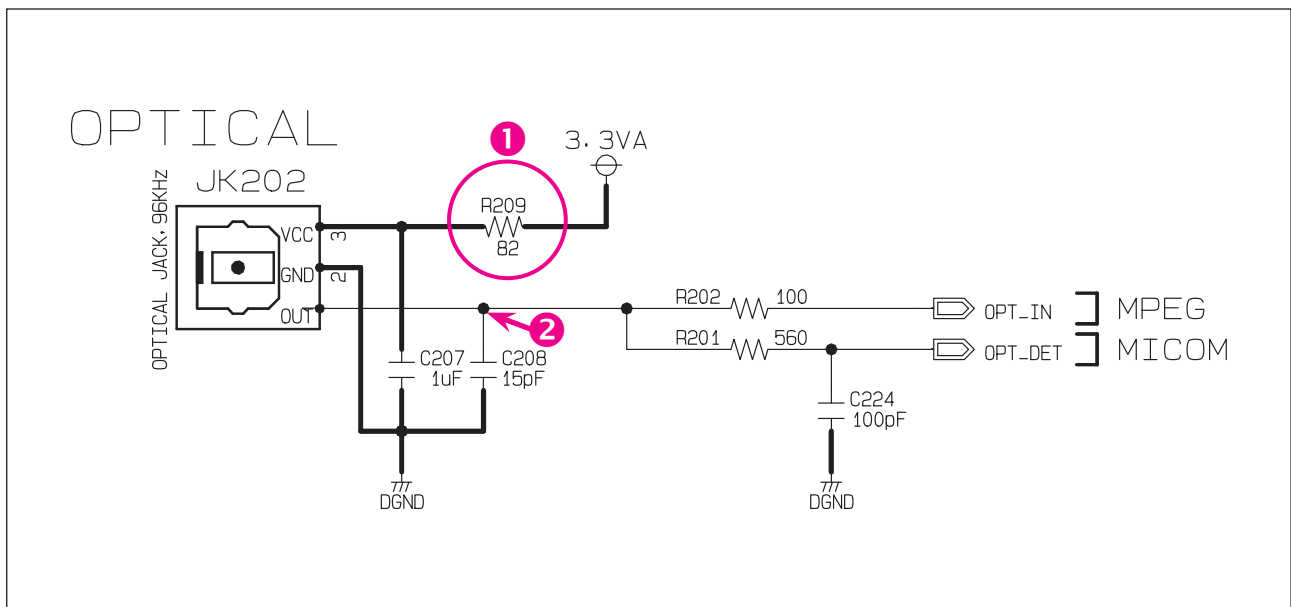 OPTICAL
1
3.3VA
JK202
R209
82
OPTICAL JACK, 96KHz
VCC 3
GND 2
OUT
R202 100
OPT_IN
MPEG
2
R201 560
OPT_DET
MICOM
C207
1uF
C208
15pF
C224
100pF
DGND
DGND